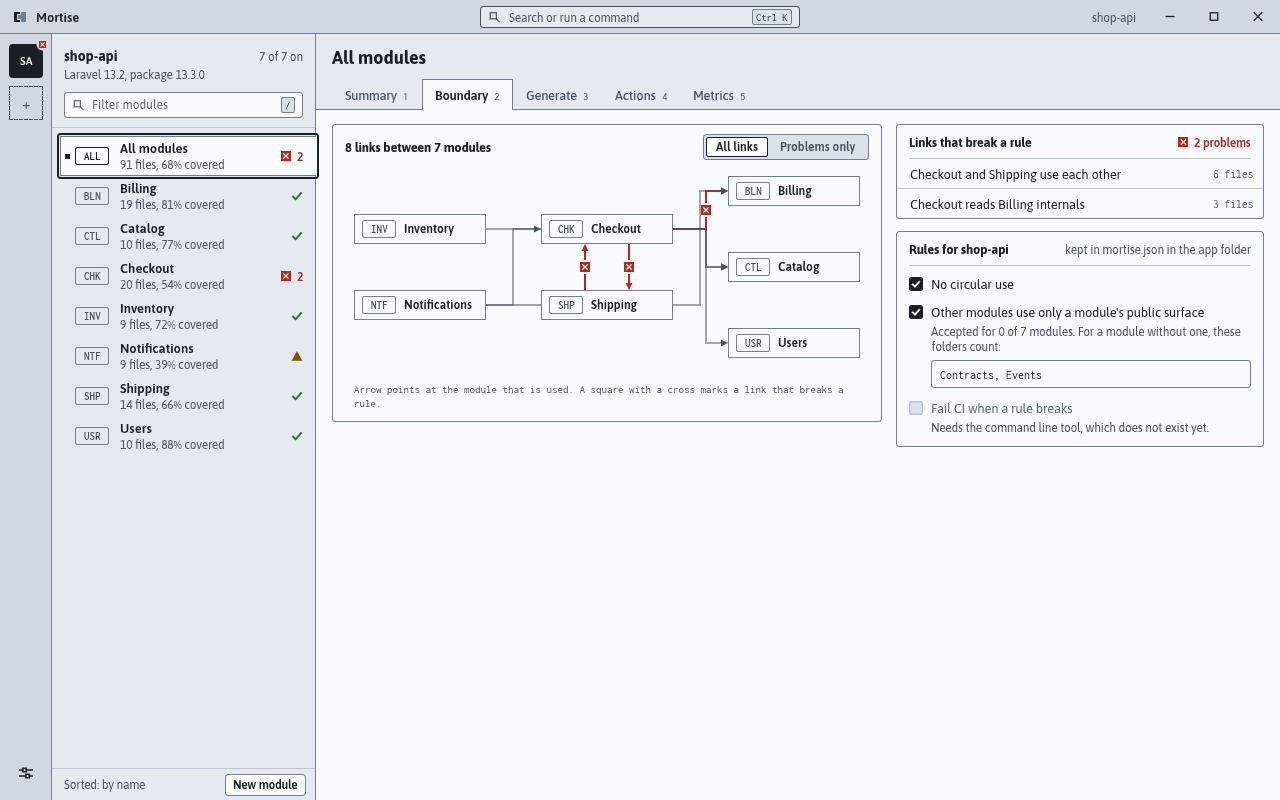 Mortise
Search or run a command
Ctrl K
shop-api
SA
+
shop-api
7 of 7 on
Laravel 13.2, package 13.3.0
Filter modules
/
ALL
All modules
91 files, 68% covered
2
BLN
Billing
19 files, 81% covered
CTL
Catalog
10 files, 77% covered
CHK
Checkout
20 files, 54% covered
2
INV
Inventory
9 files, 72% covered
NTF
Notifications
9 files, 39% covered
SHP
Shipping
14 files, 66% covered
USR
Users
10 files, 88% covered
Sorted: by name
New module
All modules
Summary 1
Boundary 2
Generate 3
Actions 4
Metrics 5
8 links between 7 modules
All links
Problems only
INV Inventory
NTF Notifications
CHK Checkout
SHP Shipping
BLN Billing
CTL Catalog
USR Users
Arrow points at the module that is used. A square with a cross marks a link that breaks a
rule.
Links that break a rule
2 problems
Checkout and Shipping use each other
6 files
Checkout reads Billing internals
3 files
Rules for shop-api
kept in mortise.json in the app folder
No circular use
Other modules use only a module's public surface
Accepted for 0 of 7 modules. For a module without one, these
folders count:
Contracts, Events
Fail CI when a rule breaks
Needs the command line tool, which does not exist yet.